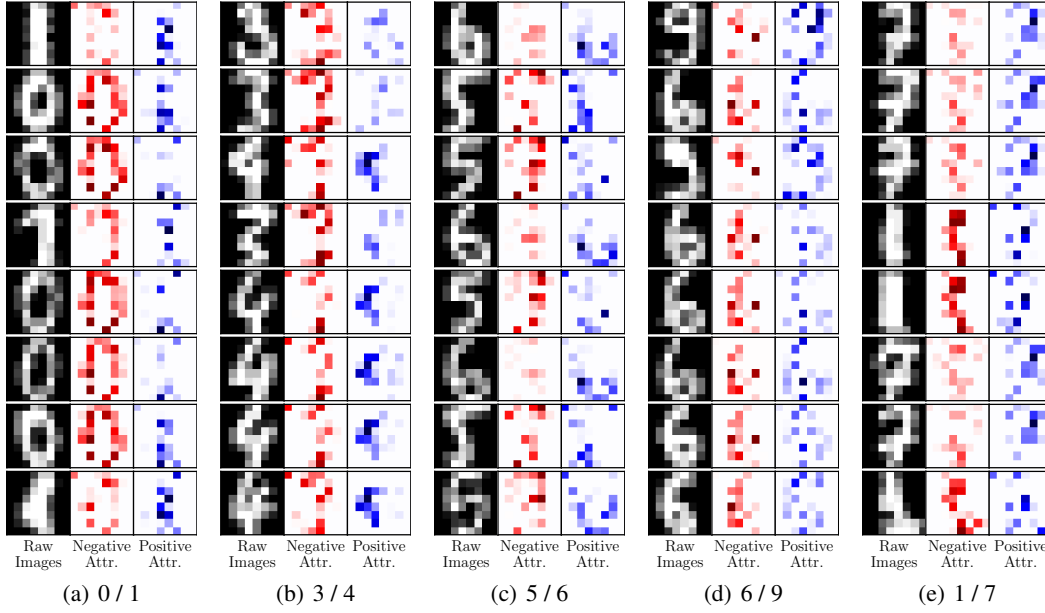 Raw Images Negative Attr. Positive Attr.
Raw Images Negative Attr. Positive Attr.
Raw Images Negative Attr. Positive Attr.
Raw Images Negative Attr. Positive Attr.
Raw Images Negative Attr. Positive Attr.
(a) 0 / 1
(b) 3 / 4
(c) 5 / 6
(d) 6 / 9
(e) 1 / 7